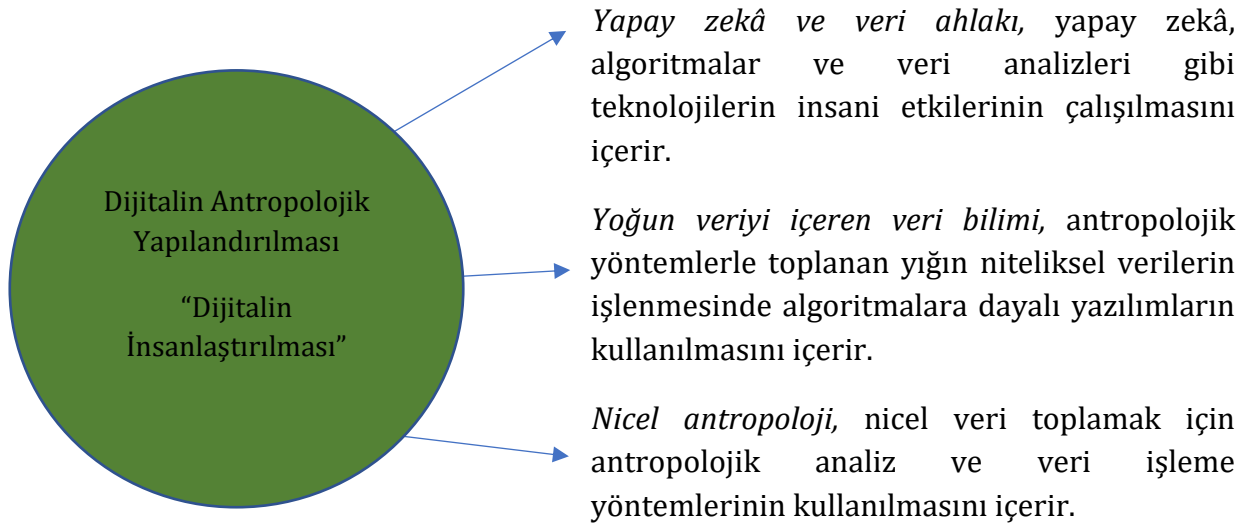 Dijitalin Antropolojik
Yapılandırılması
“Dijitalin
İnsanlaştırılması”
Yapay zekâ ve veri ahlakı, yapay zekâ,
algoritmalar ve veri analizleri gibi
teknolojilerin insani etkilerinin çalışılmasını
içerir.
Yoğun veriyi içeren veri bilimi, antropolojik
yöntemlerle toplanan yığın niteliksel verilerin
işlenmesinde algoritmalara dayalı yazılımların
kullanılmasını içerir.
Nicel antropoloji, nicel veri toplamak için
antropolojik analiz ve veri işleme
yöntemlerinin kullanılmasını içerir.